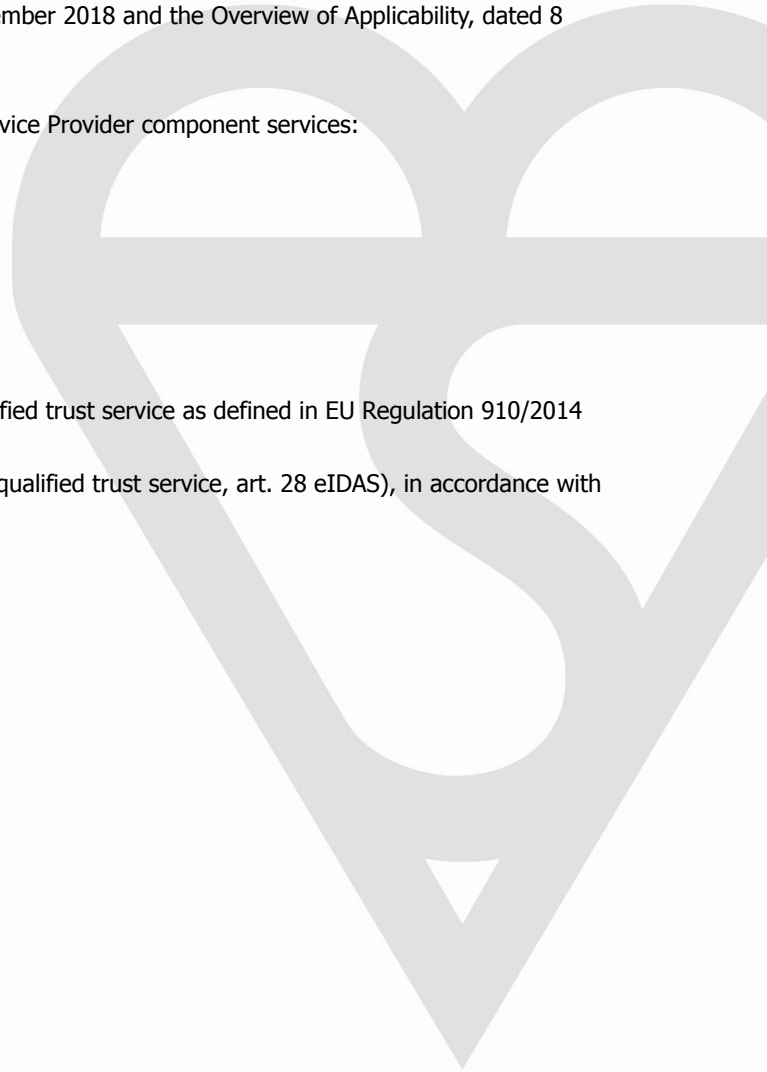 ember 2018 and the Overview of Applicability, dated 8
vice Provider component services:
fied trust service as defined in EU Regulation 910/2014
qualified trust service, art. 28 eIDAS), in accordance with